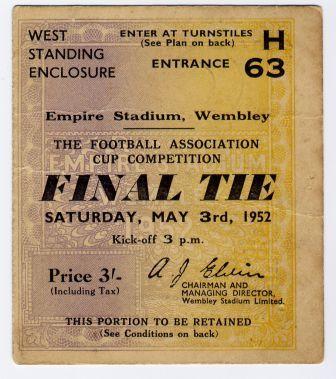 WEST
STANDING
ENCLOSURE
ENTER AT TURNSTILES
(See Plan on back)
ENTRANCE
H
63
Empire Stadium, Wembley
THE FOOTBALL ASSOCIATION
CUP COMPETITION
FINAL TIE
SATURDAY, MAY 3rd, 1952
Kick-off 3 p.m.
Price 3/-
(Including Tax)
A J Elvin
CHAIRMAN AND
MANAGING DIRECTOR,
Wembley Stadium Limited.
THIS PORTION TO BE RETAINED
(See Conditions on back)